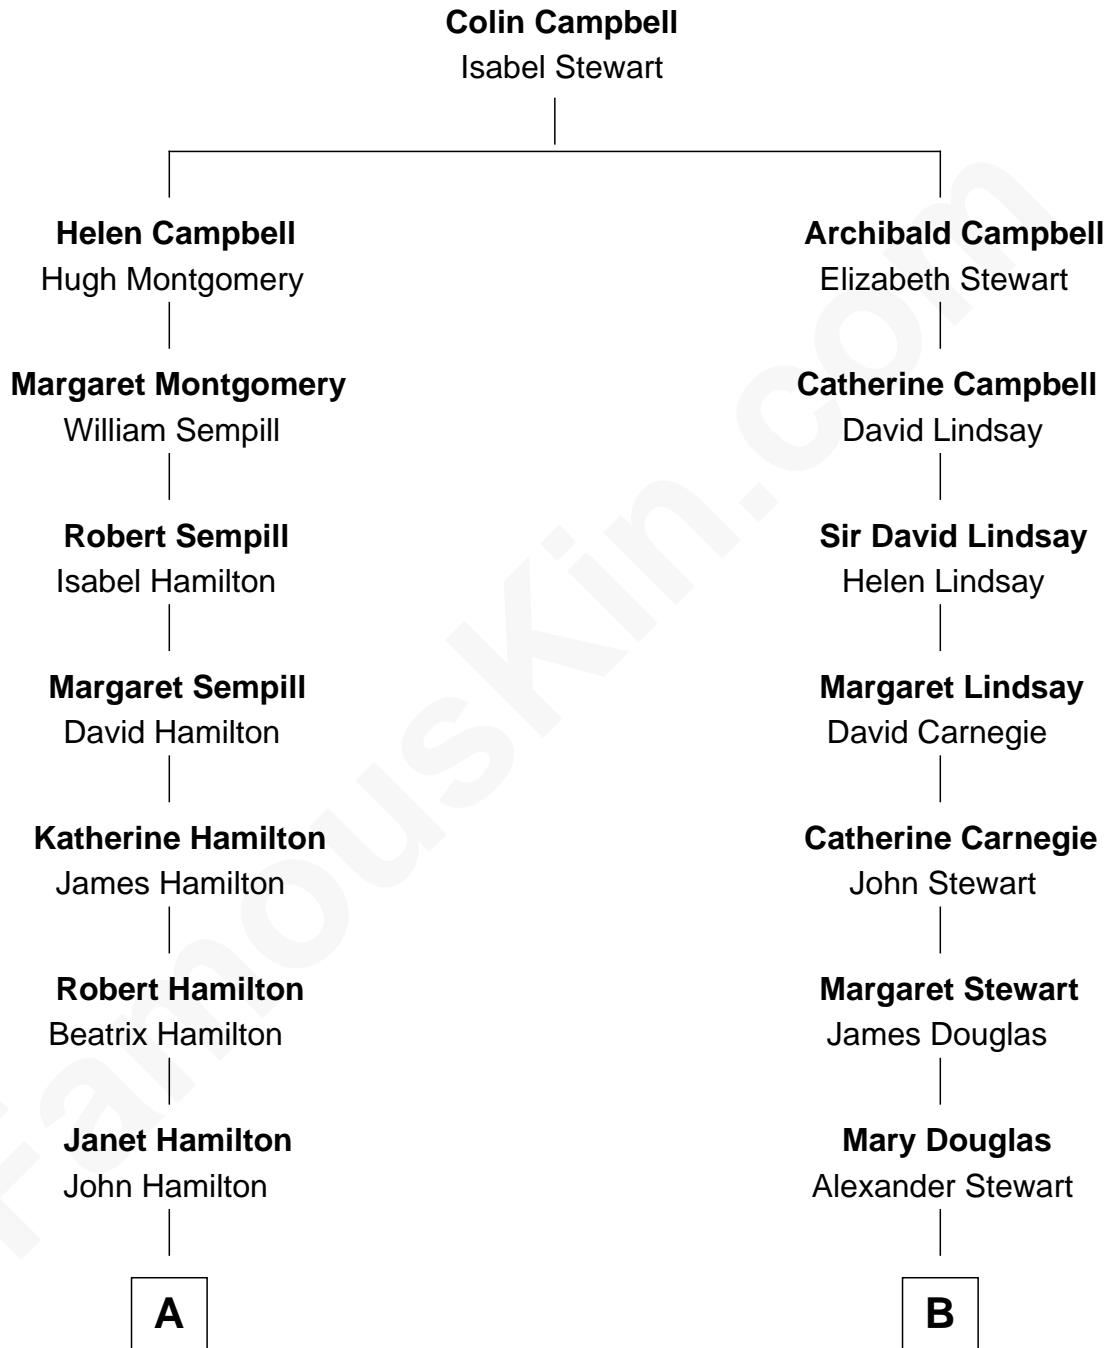 Colin Campbell
Isabel Stewart
Helen Campbell
Hugh Montgomery
Archibald Campbell
Elizabeth Stewart
Margaret Montgomery
William Sempill
Catherine Campbell
David Lindsay
Robert Sempill
Isabel Hamilton
Sir David Lindsay
Helen Lindsay
Margaret Sempill
David Hamilton
Margaret Lindsay
David Carnegie
Katherine Hamilton
James Hamilton
Catherine Carnegie
John Stewart
Robert Hamilton
Beatrix Hamilton
Margaret Stewart
James Douglas
Janet Hamilton
John Hamilton
Mary Douglas
Alexander Stewart
A
B
FamousKin.com